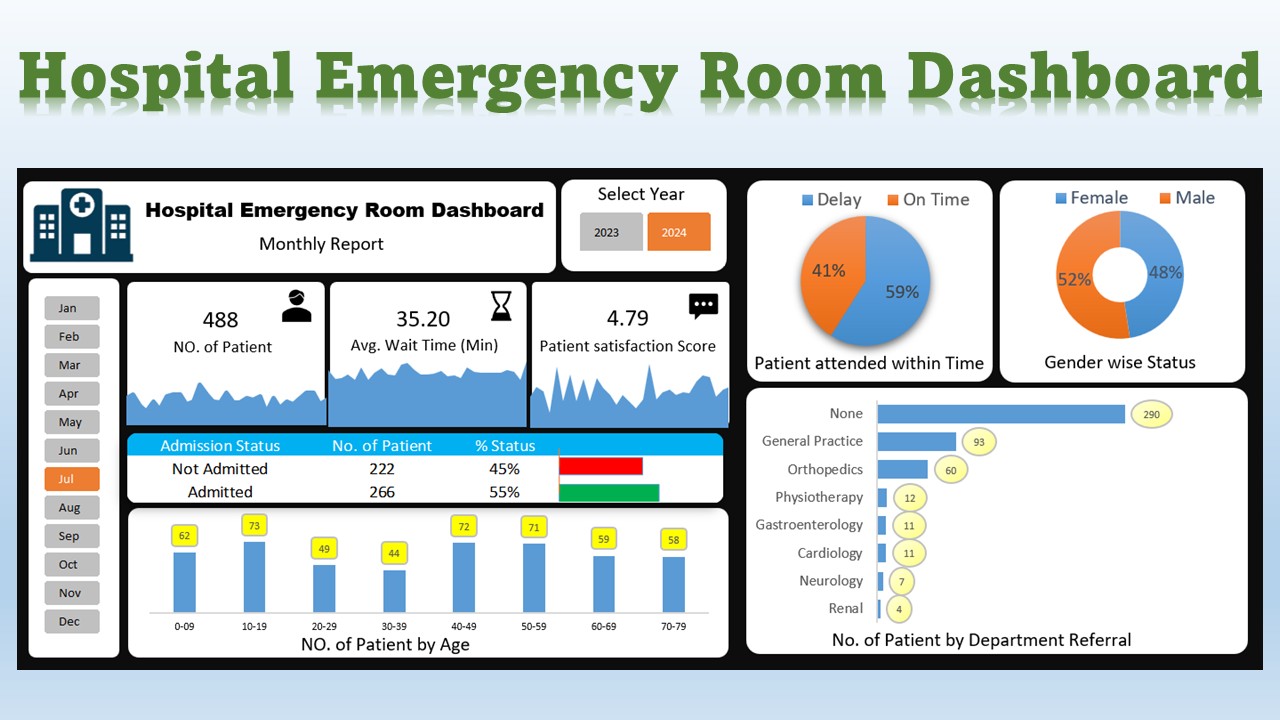 Hospital Emergency Room Dashboard
Hospital Emergency Room Dashboard
Monthly Report
Select Year
2023 2024
Jan
Feb
Mar
Apr
May
Jun
Jul
Aug
Sep
Oct
Nov
Dec
488
NO. of Patient
35.20
Avg. Wait Time (Min)
4.79
Patient satisfaction Score
Admission Status No. of Patient % Status
Not Admitted 222 45%
Admitted 266 55%
62 73 49 44 72 71 59 58
0-09 10-19 20-29 30-39 40-49 50-59 60-69 70-79
NO. of Patient by Age
Delay On Time
41% 59%
Patient attended within Time
Female Male
52% 48%
Gender wise Status
None 290
General Practice 93
Orthopedics 60
Physiotherapy 12
Gastroenterology 11
Cardiology 11
Neurology 7
Renal 4
No. of Patient by Department Referral